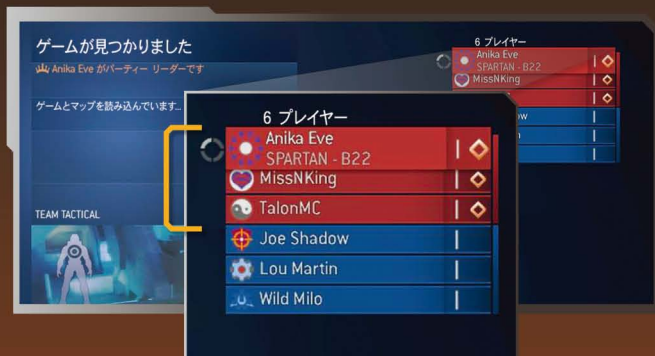 ゲームが見つかりました
Anika Eve がパーティー リーダーです
ゲームとマップを読み込んでいます...
TEAM TACTICAL
6 プレイヤー
Anika Eve
SPARTAN - B22
MissNKing
6 プレイヤー
Anika Eve
SPARTAN - B22
MissNKing
TalonMC
Joe Shadow
Lou Martin
Wild Milo